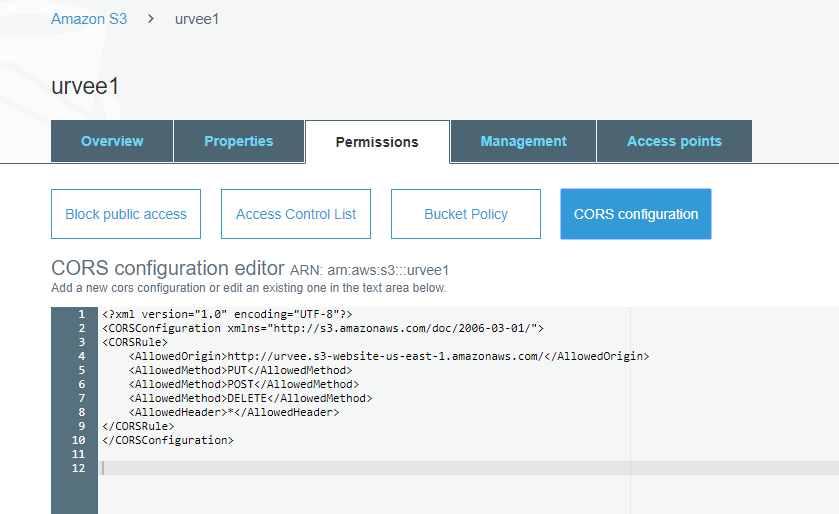 Amazon S3 > urvee1
urvee1
Overview Properties Permissions Management Access points
Block public access Access Control List Bucket Policy CORS configuration
CORS configuration editor ARN: arn:aws:s3:::urvee1
Add a new cors configuration or edit an existing one in the text area below.
1 <?xml version="1.0" encoding="UTF-8"?>
2 <CORSConfiguration xmlns="http://s3.amazonaws.com/doc/2006-03-01/">
3 <CORSRule>
4     <AllowedOrigin>http://urvee.s3-website-us-east-1.amazonaws.com/</AllowedOrigin>
5     <AllowedMethod>PUT</AllowedMethod>
6     <AllowedMethod>POST</AllowedMethod>
7     <AllowedMethod>DELETE</AllowedMethod>
8     <AllowedHeader>*</AllowedHeader>
9 </CORSRule>
10 </CORSConfiguration>
11
12